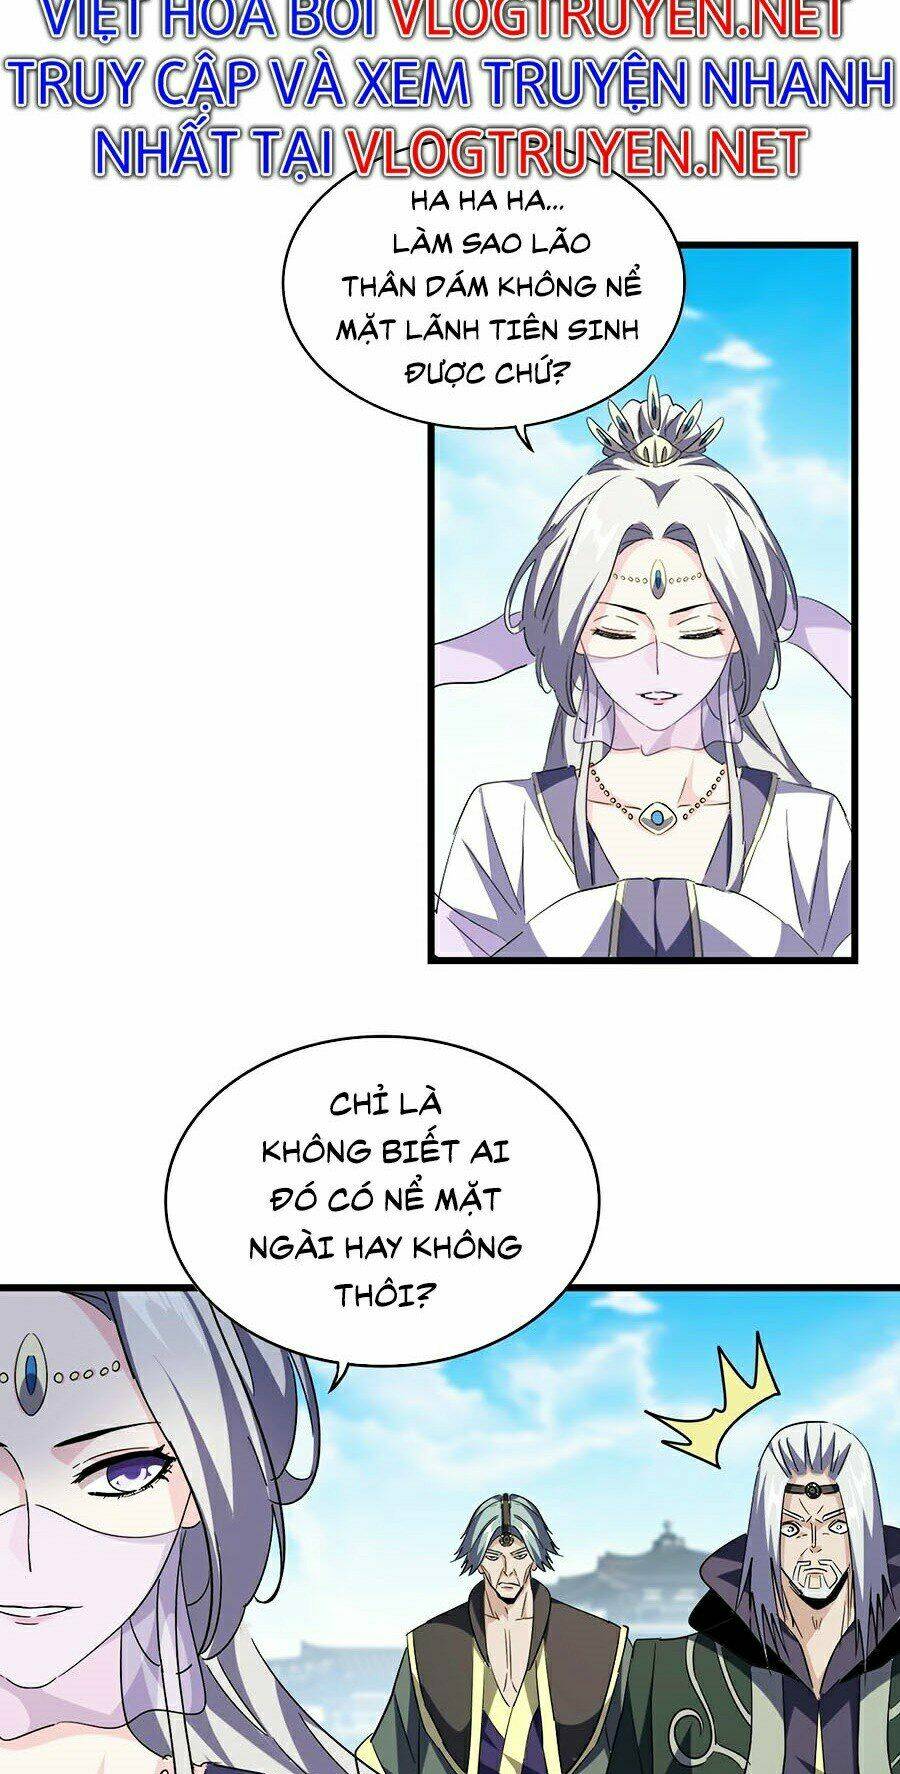 VIỆT HÓA BỞI VLOGTRUYEN.NET
TRUY CẬP VÀ XEM TRUYỆN NHANH
NHẤT TẠI VLOGTRUYEN.NET
HA HA HA...
LÀM SAO LÃO
THÂN DÁM KHÔNG NỂ
MẶT LÃNH TIÊN SINH
ĐƯỢC CHỨ?
CHỈ LÀ
KHÔNG BIẾT AI
ĐÓ CÓ NỂ MẶT
NGÀI HAY KHÔNG
THÔI?